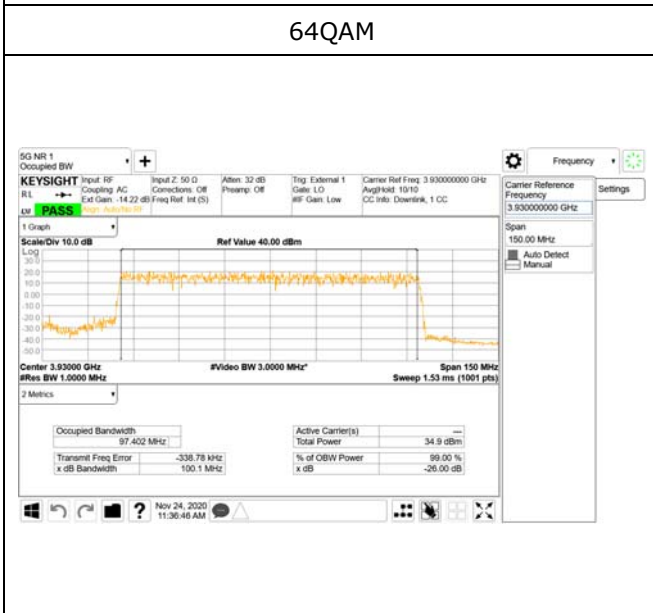 64QAM
5G NR 1
Occupied BW
+
KEYSIGHT
Input: RF
Input Z: 50 Ω
Atten: 32 dB
Trig: External 1
Carrier Ref Freq: 3.930000000 GHz
RL
Coupling: AC
Corrections: Off
Preamp: Off
Gate: LO
Avg|Hold: 10/10
Ext Gain: -14.22 dB
Freq Ref: Int (S)
#IF Gain: Low
CC Info: Downlink, 1 CC
PASS
Align: Auto/No RF
1 Graph
Scale/Div 10.0 dB
Ref Value 40.00 dBm
Log
30.0
20.0
10.0
0.00
-10.0
-20.0
-30.0
-40.0
-50.0
Center 3.93000 GHz
#Video BW 3.0000 MHz*
Span 150 MHz
#Res BW 1.0000 MHz
Sweep 1.53 ms (1001 pts)
2 Metrics
Occupied Bandwidth
97.402 MHz
Active Carrier(s) ---
Total Power 34.9 dBm
Transmit Freq Error -338.78 kHz
% of OBW Power 99.00 %
x dB Bandwidth 100.1 MHz
x dB -26.00 dB
?
Nov 24, 2020
11:36:46 AM
Frequency
Settings
Carrier Reference
Frequency
3.930000000 GHz
Span
150.00 MHz
Auto Detect
Manual